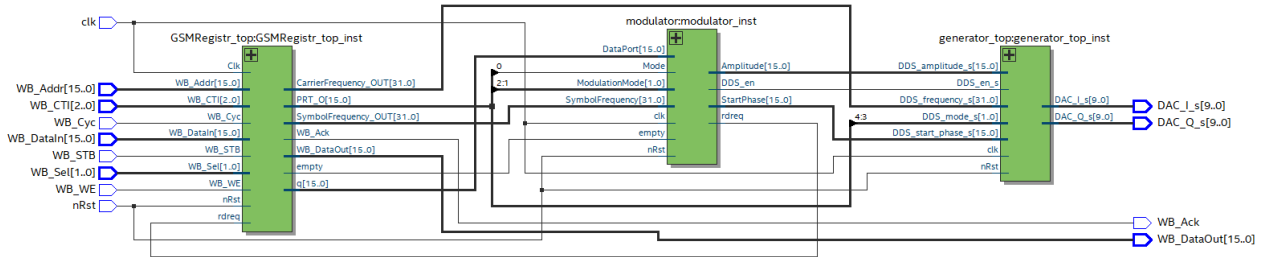 clk
WB_Addr[15..0]
WB_CTI[2..0]
WB_Cyc
WB_DataIn[15..0]
WB_STB
WB_Sel[1..0]
WB_WE
nRst
GSMRegistr_top:GSMRegistr_top_inst
Clk
WB_Addr[15..0]
WB_CTI[2..0]
WB_Cyc
WB_DataIn[15..0]
WB_STB
WB_Sel[1..0]
WB_WE
nRst
rdreq
CarrierFrequency_OUT[31..0]
PRT_O[15..0]
SymbolFrequency_OUT[31..0]
WB_Ack
WB_DataOut[15..0]
empty
q[15..0]
0
2:1
modulator:modulator_inst
DataPort[15..0]
Mode
ModulationMode[1..0]
SymbolFrequency[31..0]
clk
empty
nRst
Amplitude[15..0]
DDS_en
StartPhase[15..0]
rdreq
4:3
generator_top:generator_top_inst
DDS_amplitude_s[15..0]
DDS_en_s
DDS_frequency_s[31..0]
DDS_mode_s[1..0]
DDS_start_phase_s[15..0]
clk
nRst
DAC_I_s[9..0]
DAC_Q_s[9..0]
DAC_I_s[9..0]
DAC_Q_s[9..0]
WB_Ack
WB_DataOut[15..0]